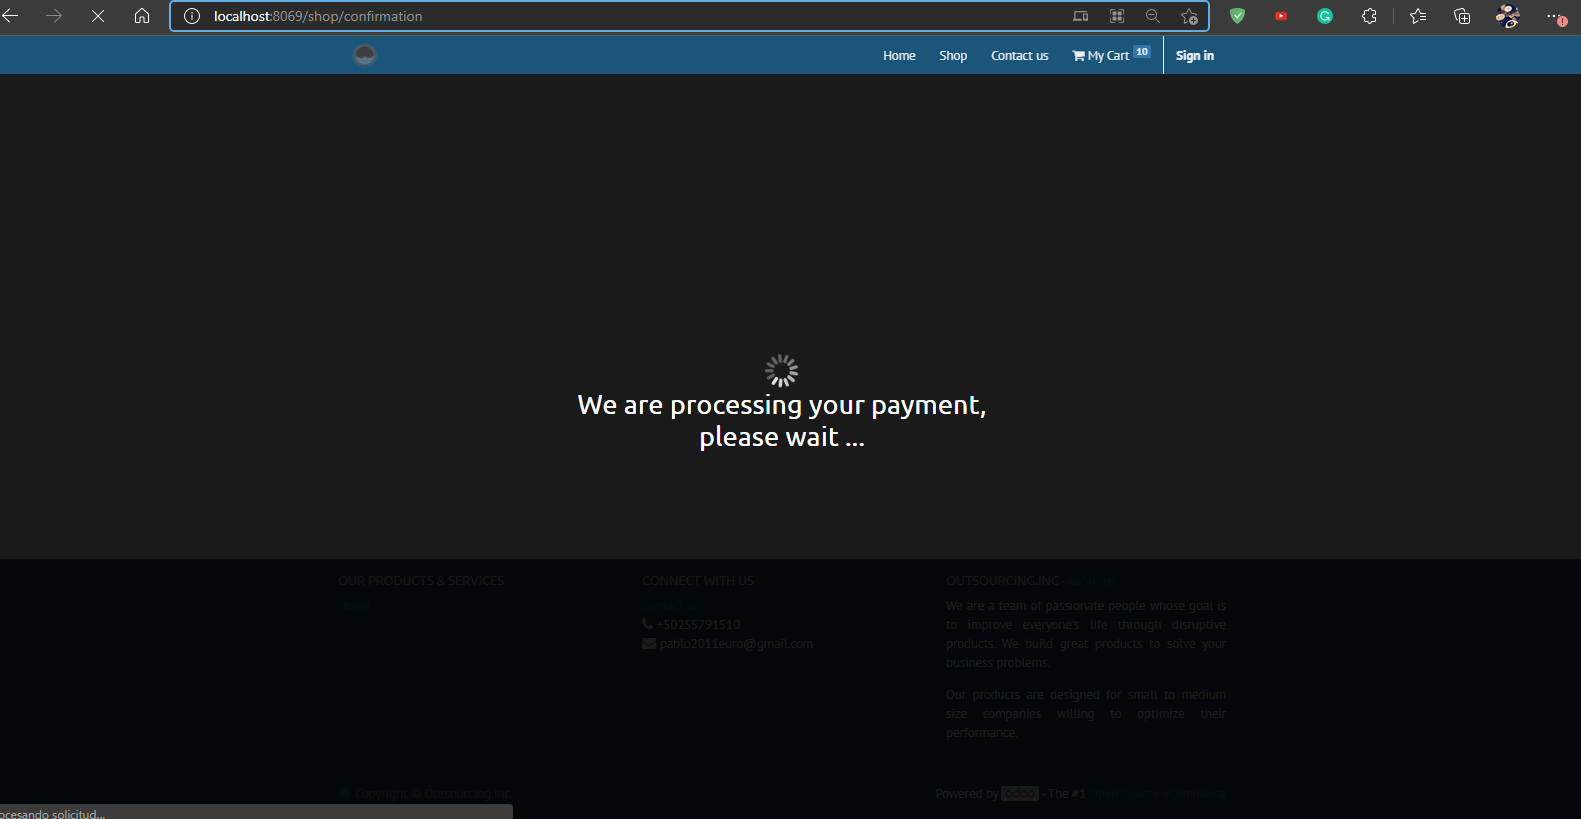 localhost:8069/shop/confirmation
Home Shop Contact us My Cart 10 Sign in
We are processing your payment,
please wait ...
OUR PRODUCTS & SERVICES
Home
CONNECT WITH US
Contact us
+50255791510
pablo2011euro@gmail.com
OUTSOURCING.INC - About us
We are a team of passionate people whose goal is
to improve everyone's life through disruptive
products. We build great products to solve your
business problems.
Our products are designed for small to medium
size companies willing to optimize their
performance.
Copyright © Outsourcing.Inc
Powered by odoo - The #1 Open Source eCommerce
ocesando solicitud...